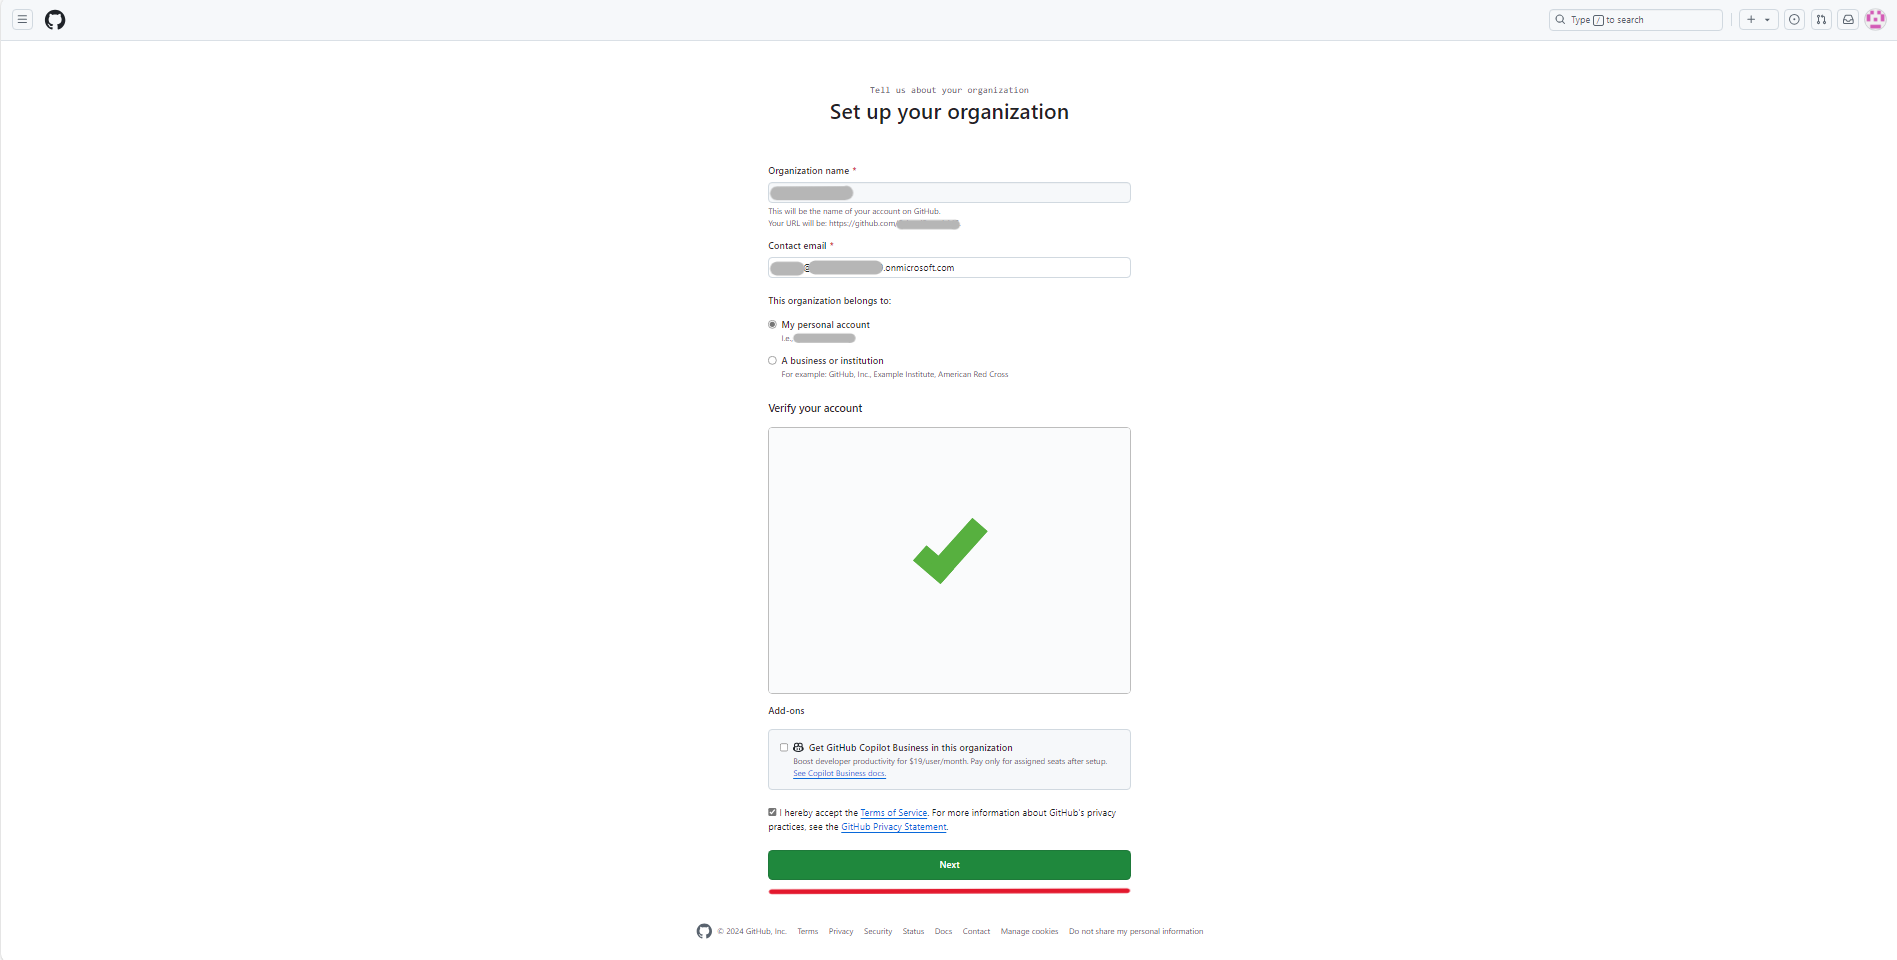 Type / to search
Tell us about your organization
Set up your organization
Organization name *
This will be the name of your account on GitHub.
Your URL will be: https://github.com/
Contact email *
@ .onmicrosoft.com
This organization belongs to:
My personal account
I.e.,
A business or institution
For example: GitHub, Inc., Example Institute, American Red Cross
Verify your account
Add-ons
Get GitHub Copilot Business in this organization
Boost developer productivity for $19/user/month. Pay only for assigned seats after setup.
See Copilot Business docs.
I hereby accept the Terms of Service. For more information about GitHub's privacy
practices, see the GitHub Privacy Statement.
Next
© 2024 GitHub, Inc. Terms Privacy Security Status Docs Contact Manage cookies Do not share my personal information